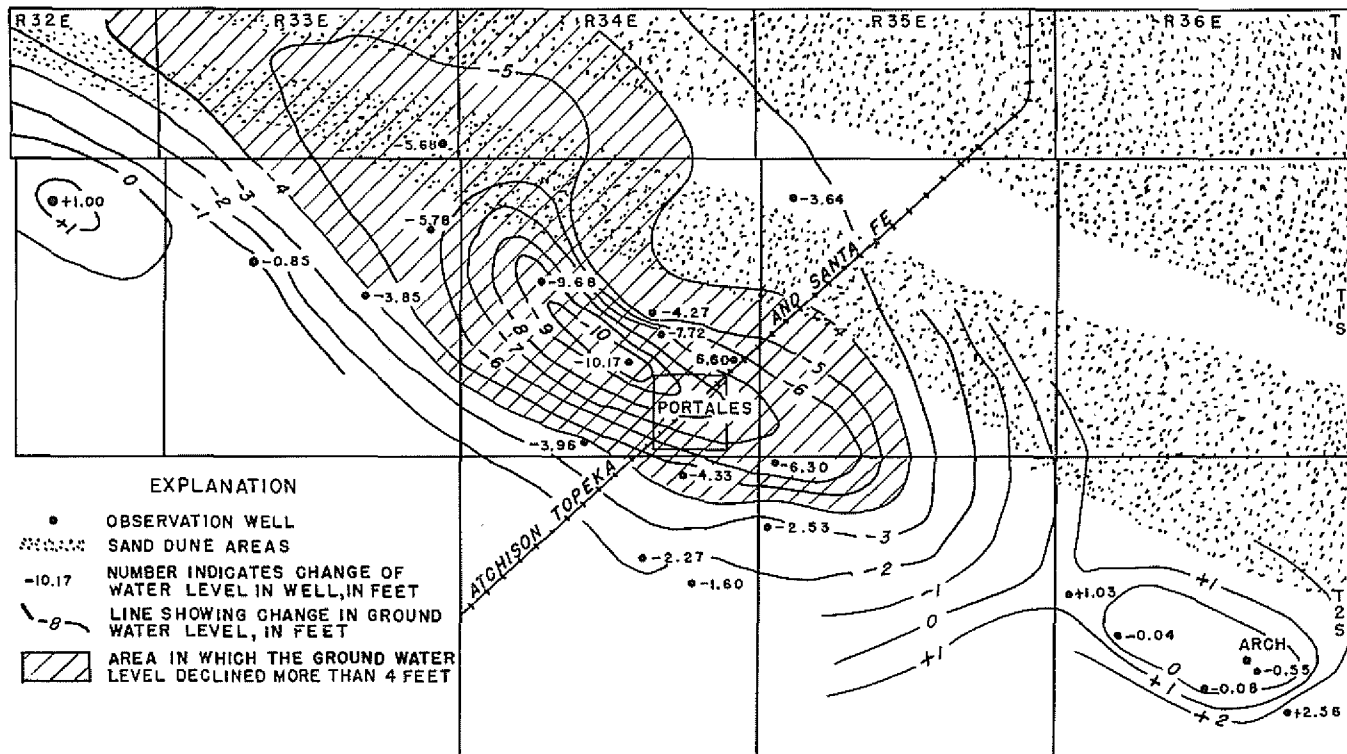 R32E R33E R34E R35E R36E
TN
-5
-5.68
0
-1
-2
-3
-4
+1.00
+1
-5.78
-3.64
-0.85
-3.85
-9.68
-4.27
-7.72
6.60
-10.17
-10
-9
-8
-7
-6
-4
-5
-6
T1S
AND SANTA FE
PORTALES
-3.96
-4.33
-6.30
ATCHISON TOPEKA
-2.53
-3
-2.27
-2
-1.60
-1
0
+1
+1.03
+1
T2S
-0.04
ARCH
-0.55
-0.08
0
+1
+2
+2.56
EXPLANATION
OBSERVATION WELL
SAND DUNE AREAS
-10.17 NUMBER INDICATES CHANGE OF
WATER LEVEL IN WELL, IN FEET
-8 LINE SHOWING CHANGE IN GROUND
WATER LEVEL, IN FEET
AREA IN WHICH THE GROUND WATER
LEVEL DECLINED MORE THAN 4 FEET